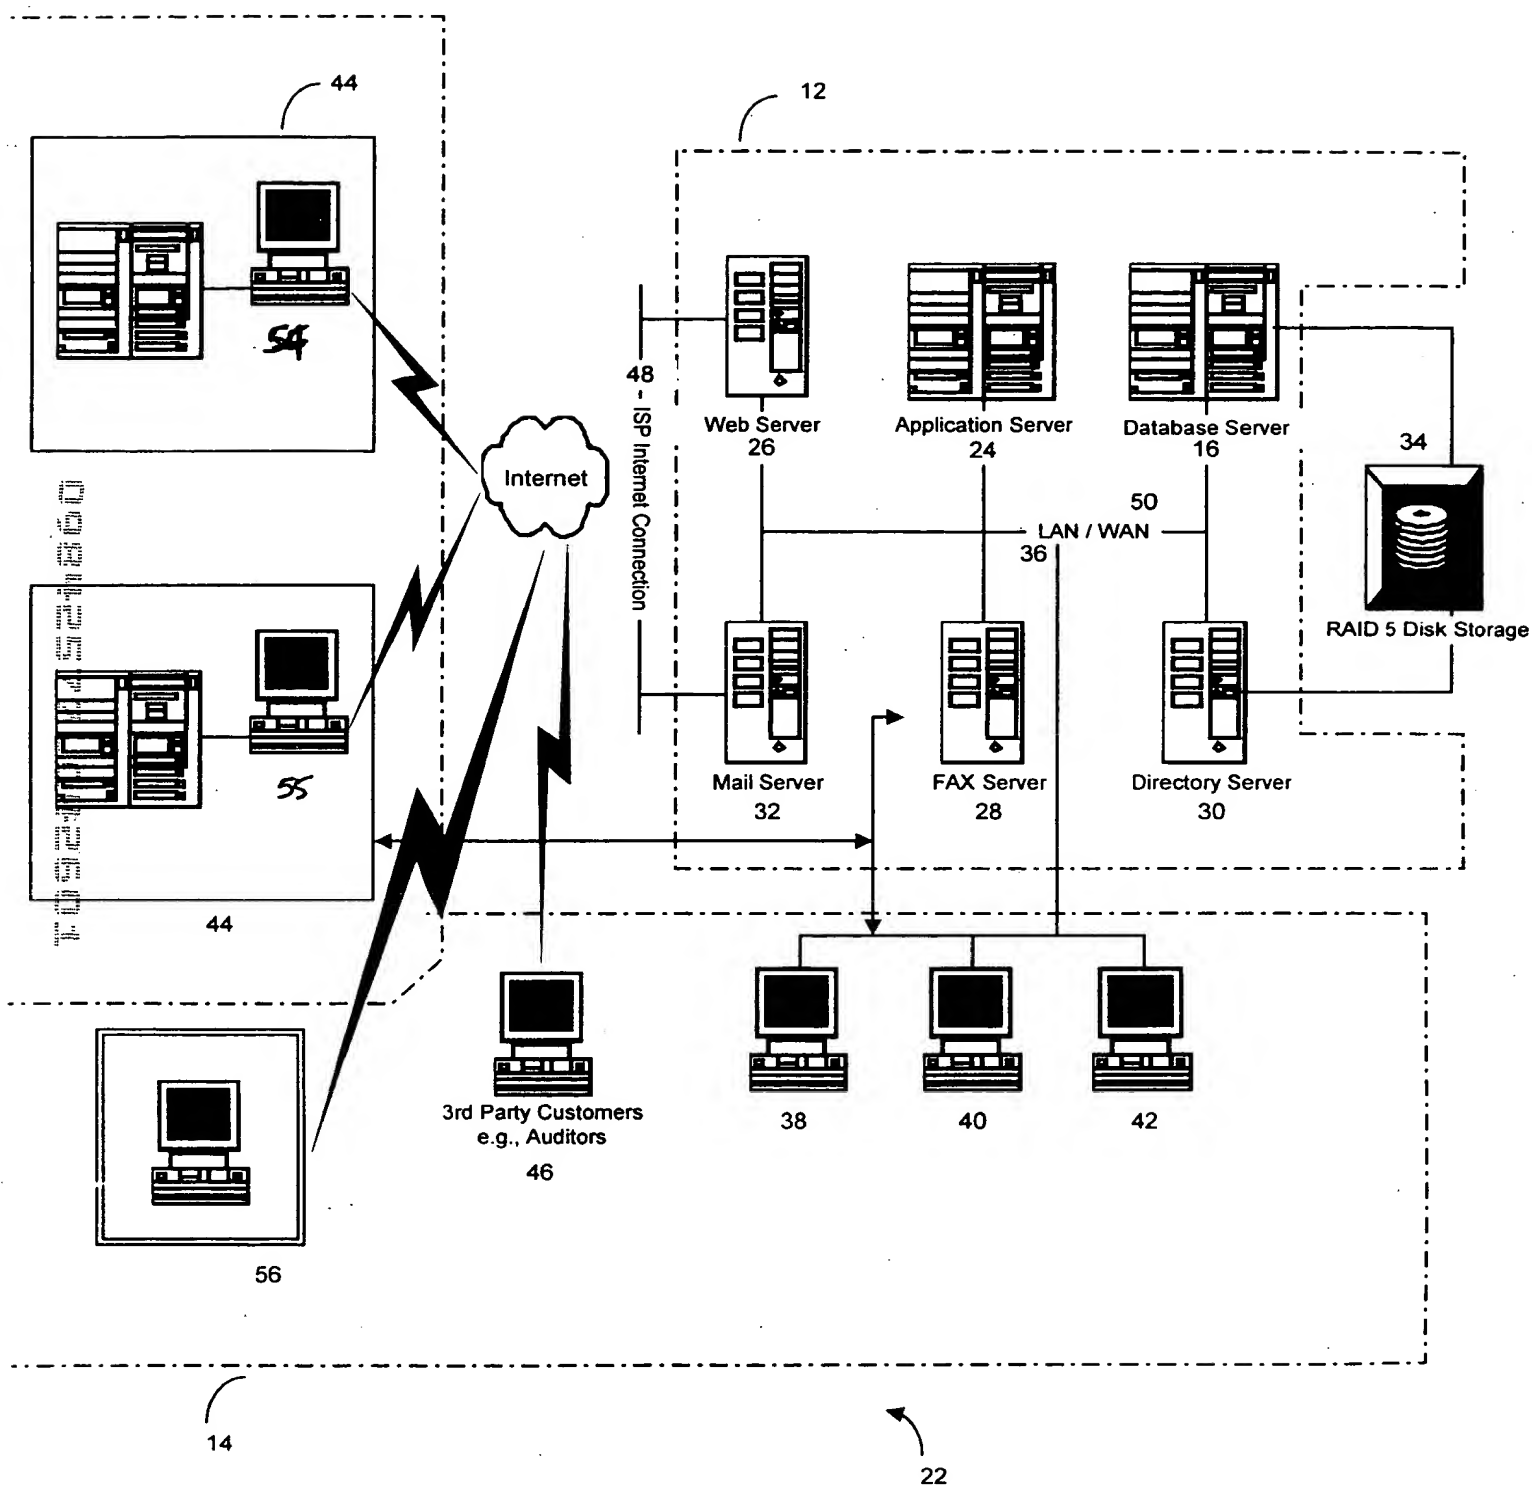 44
12
54
48 - ISP Internet Connection
Web Server
26
Application Server
24
Database Server
16
34
Internet
50
LAN / WAN
36
RAID 5 Disk Storage
55
Mail Server
32
FAX Server
28
Directory Server
30
44
3rd Party Customers
e.g., Auditors
46
38
40
42
56
14
22